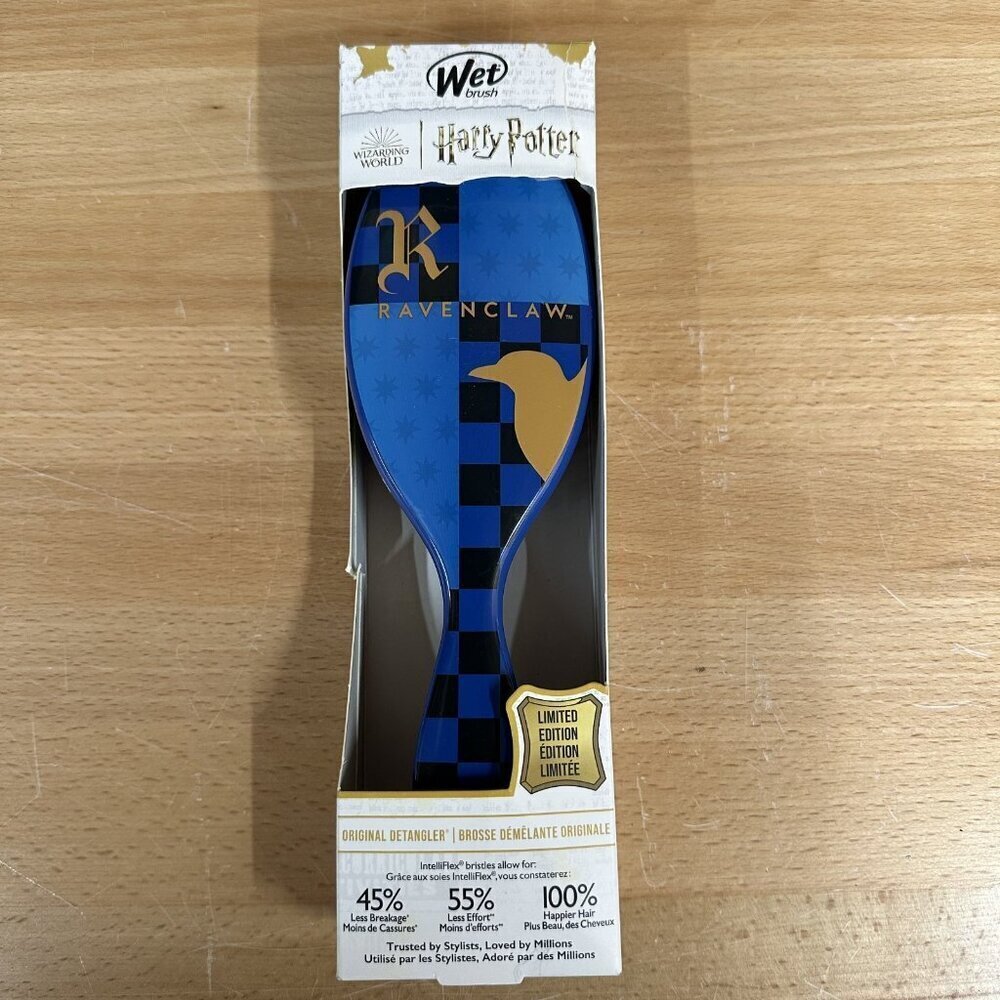 Wet
brush
WIZARDING
WORLD
Harry Potter
R
RAVENCLAW™
LIMITED
EDITION
ÉDITION
LIMITÉE
ORIGINAL DETANGLER® | BROSSE DÉMÊLANTE ORIGINALE
IntelliFlex® bristles allow for:
Grâce aux soies IntelliFlex®, vous constaterez:
45% 55% 100%
Less Breakage* Less Effort** Happier Hair
Moins de Cassures* Moins d'efforts** Plus Beau, des Cheveux
Trusted by Stylists, Loved by Millions
Utilisé par les Stylistes, Adoré par des Millions